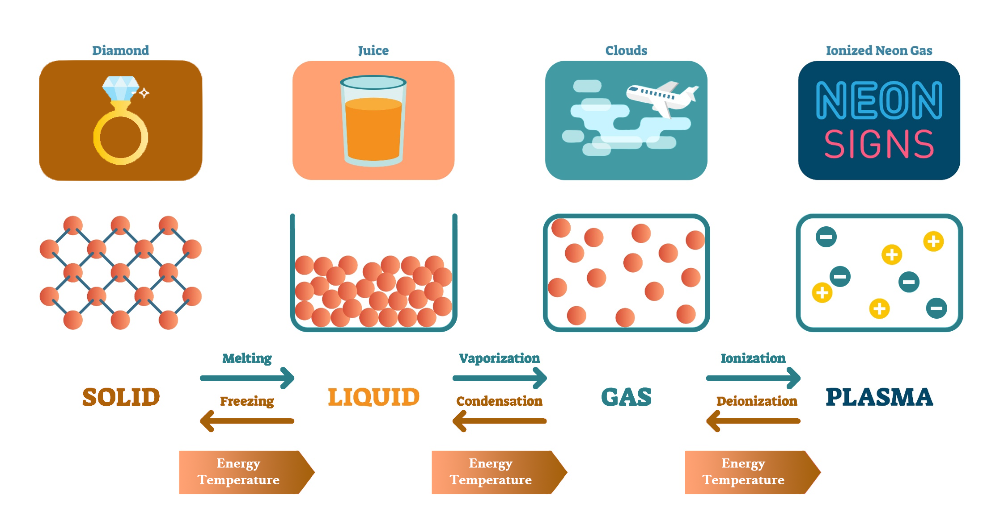 Diamond
Juice
Clouds
Ionized Neon Gas
NEON
SIGNS
Melting
Vaporization
Ionization
SOLID
LIQUID
GAS
PLASMA
Freezing
Condensation
Deionization
Energy
Temperature
Energy
Temperature
Energy
Temperature